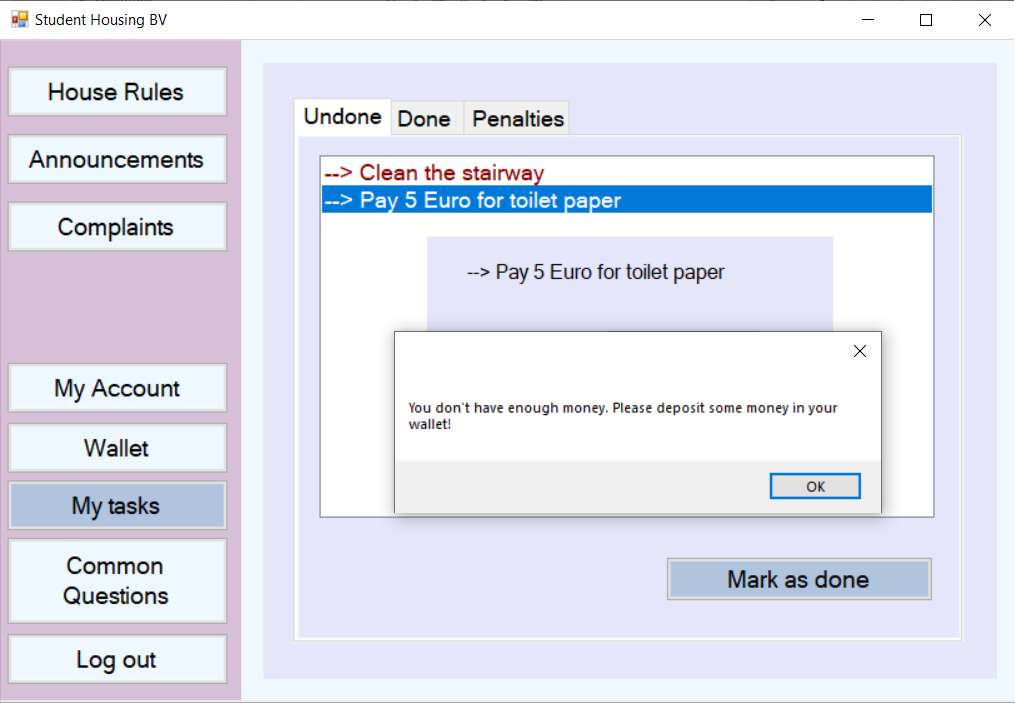 Student Housing BV
House Rules
Announcements
Complaints
My Account
Wallet
My tasks
Common
Questions
Log out
Undone
Done
Penalties
--> Clean the stairway
--> Pay 5 Euro for toilet paper
--> Pay 5 Euro for toilet paper
You don't have enough money. Please deposit some money in your
wallet!
OK
Mark as done